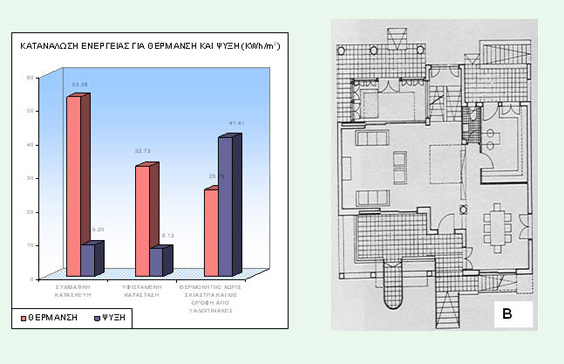 ΚΑΤΑΝΑΛΩΣΗ ΕΝΕΡΓΕΙΑΣ ΓΙΑ ΘΕΡΜΑΝΣΗ ΚΑΙ ΨΥΞΗ (KWh/m²)
60
50
40
30
20
10
0
53.38
9.20
32.73
8.13
41.41
ΣΥΜΒΑΤΙΚΗ
ΚΑΤΑΣΚΕΥΗ
ΥΦΙΣΤΑΜΕΝΗ
ΚΑΤΑΣΤΑΣΗ
ΘΕΡΜΟΚΗΠΙΟ ΧΩΡΙΣ
ΣΚΙΑΣΤΡΑ ΚΑΙ ΜΕ
ΟΡΟΦΗ ΑΠΟ
ΥΑΛΟΠΙΝΑΚΕΣ
ΘΕΡΜΑΝΣΗ ΨΥΞΗ
B